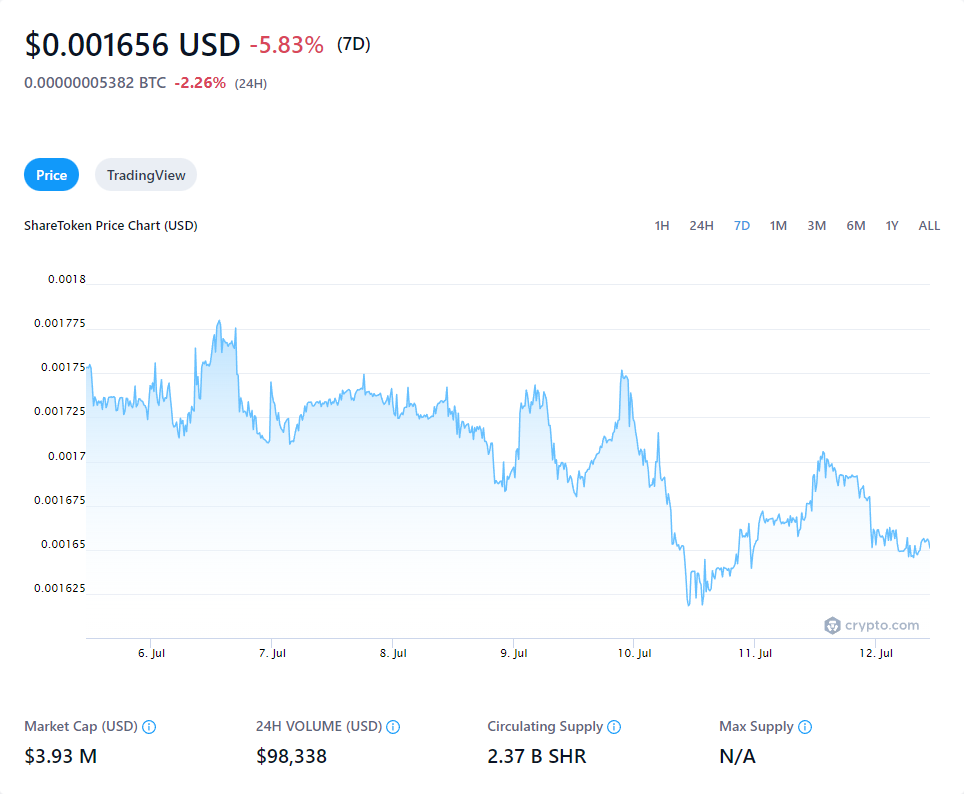 $0.001656 USD -5.83% (7D)
0.00000005382 BTC -2.26% (24H)
Price TradingView
ShareToken Price Chart (USD) 1H 24H 7D 1M 3M 6M 1Y ALL
0.0018
0.001775
0.00175
0.001725
0.0017
0.001675
0.00165
0.001625
crypto.com
6. Jul 7. Jul 8. Jul 9. Jul 10. Jul 11. Jul 12. Jul
Market Cap (USD) 24H VOLUME (USD) Circulating Supply Max Supply
$3.93 M $98,338 2.37 B SHR N/A